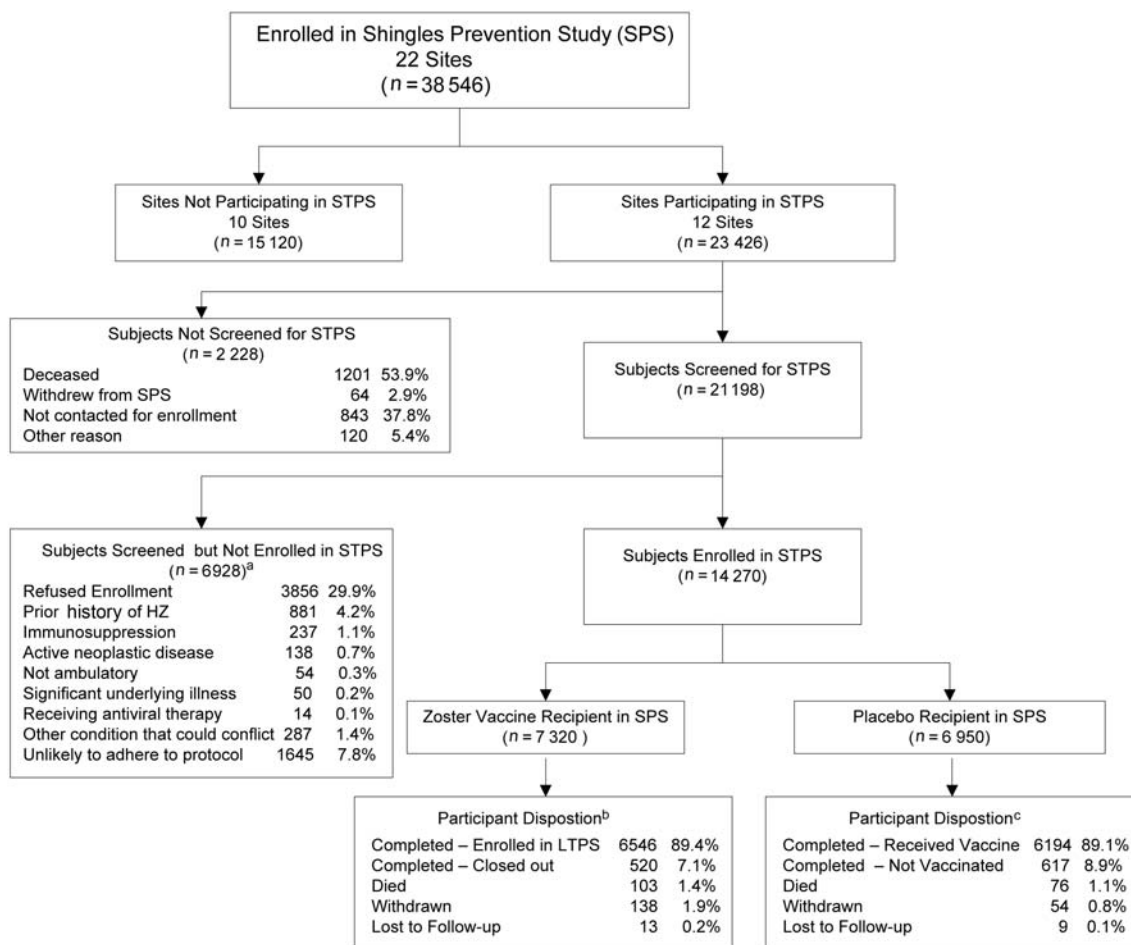 Enrolled in Shingles Prevention Study (SPS)
22 Sites
(n = 38 546)
Sites Not Participating in STPS
10 Sites
(n = 15 120)
Sites Participating in STPS
12 Sites
(n = 23 426)
Subjects Not Screened for STPS
(n = 2 228)
Deceased 1201 53.9%
Withdrew from SPS 64 2.9%
Not contacted for enrollment 843 37.8%
Other reason 120 5.4%
Subjects Screened for STPS
(n = 21 198)
Subjects Screened but Not Enrolled in STPS
(n = 6928)a
Refused Enrollment 3856 29.9%
Prior history of HZ 881 4.2%
Immunosuppression 237 1.1%
Active neoplastic disease 138 0.7%
Not ambulatory 54 0.3%
Significant underlying illness 50 0.2%
Receiving antiviral therapy 14 0.1%
Other condition that could conflict 287 1.4%
Unlikely to adhere to protocol 1645 7.8%
Subjects Enrolled in STPS
(n = 14 270)
Zoster Vaccine Recipient in SPS
(n = 7 320 )
Placebo Recipient in SPS
(n = 6 950)
Participant Dispostionb
Completed – Enrolled in LTPS 6546 89.4%
Completed – Closed out 520 7.1%
Died 103 1.4%
Withdrawn 138 1.9%
Lost to Follow-up 13 0.2%
Participant Dispostionc
Completed – Received Vaccine 6194 89.1%
Completed – Not Vaccinated 617 8.9%
Died 76 1.1%
Withdrawn 54 0.8%
Lost to Follow-up 9 0.1%